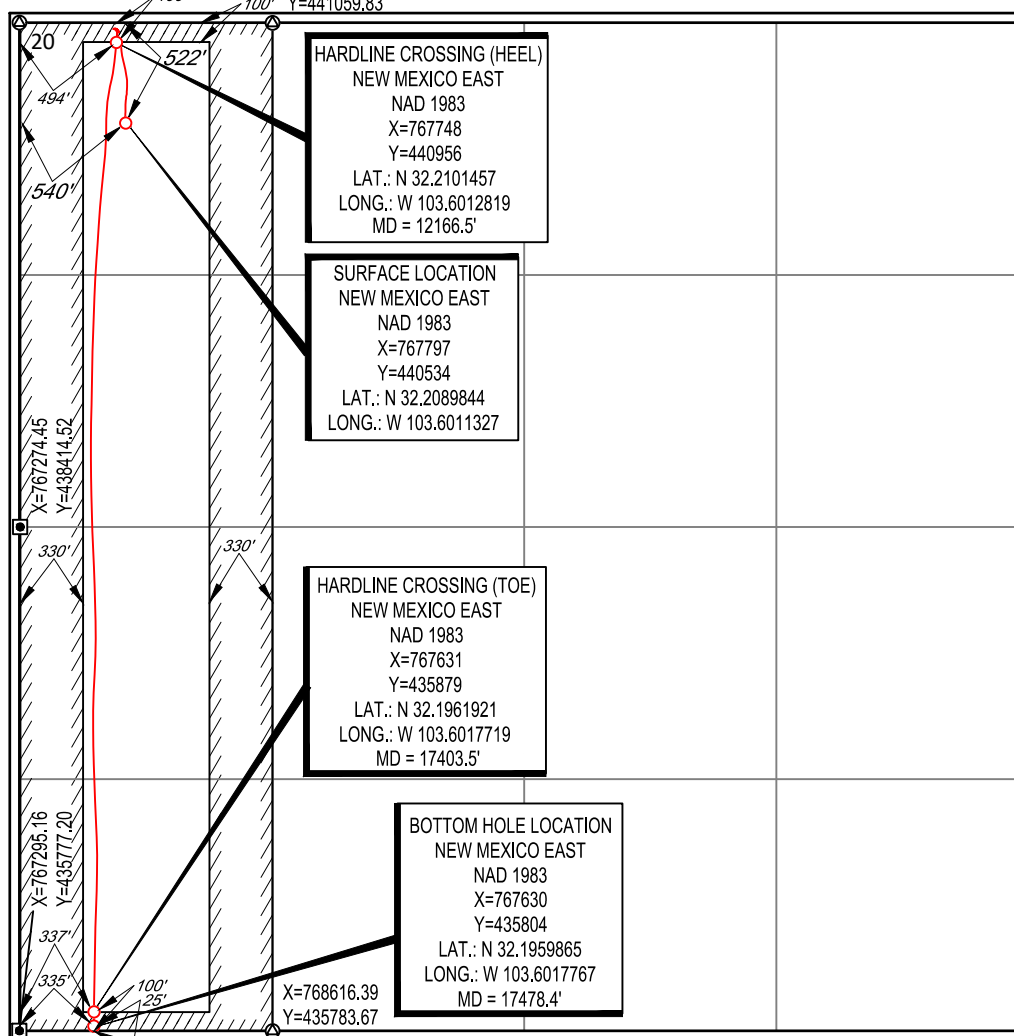 100'
Y=441059.83
20
522'
494'
540'
HARDLINE CROSSING (HEEL)
NEW MEXICO EAST
NAD 1983
X=767748
Y=440956
LAT.: N 32.2101457
LONG.: W 103.6012819
MD = 12166.5'
SURFACE LOCATION
NEW MEXICO EAST
NAD 1983
X=767797
Y=440534
LAT.: N 32.2089844
LONG.: W 103.6011327
X=767274.45
Y=438414.52
330'
330'
HARDLINE CROSSING (TOE)
NEW MEXICO EAST
NAD 1983
X=767631
Y=435879
LAT.: N 32.1961921
LONG.: W 103.6017719
MD = 17403.5'
X=767295.16
Y=435777.20
BOTTOM HOLE LOCATION
NEW MEXICO EAST
NAD 1983
X=767630
Y=435804
LAT.: N 32.1959865
LONG.: W 103.6017767
MD = 17478.4'
337'
335'
100'
25'
X=768616.39
Y=435783.67